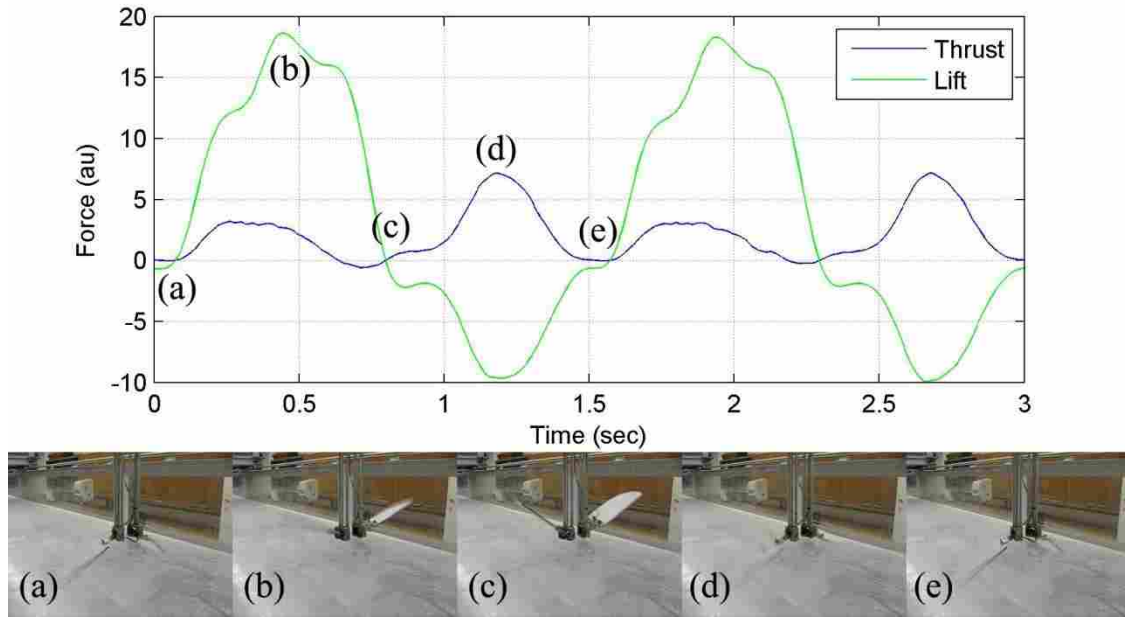 20
15
10
5
0
-5
-10
Force (au)
Thrust
Lift
(a)
(b)
(c)
(d)
(e)
0 0.5 1 1.5 2 2.5 3
Time (sec)
(a) (b) (c) (d) (e)